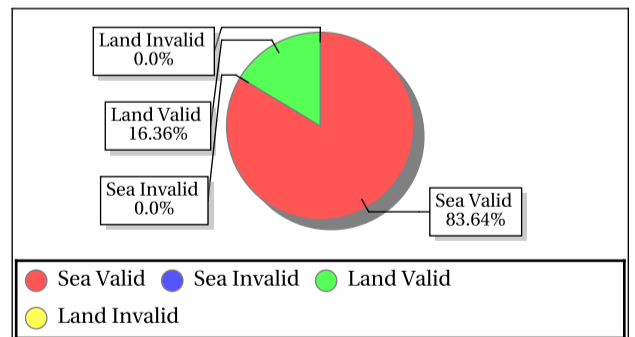 Land Invalid
0.0%
Land Valid
16.36%
Sea Invalid
0.0%
Sea Valid
83.64%
Sea Valid Sea Invalid Land Valid
Land Invalid